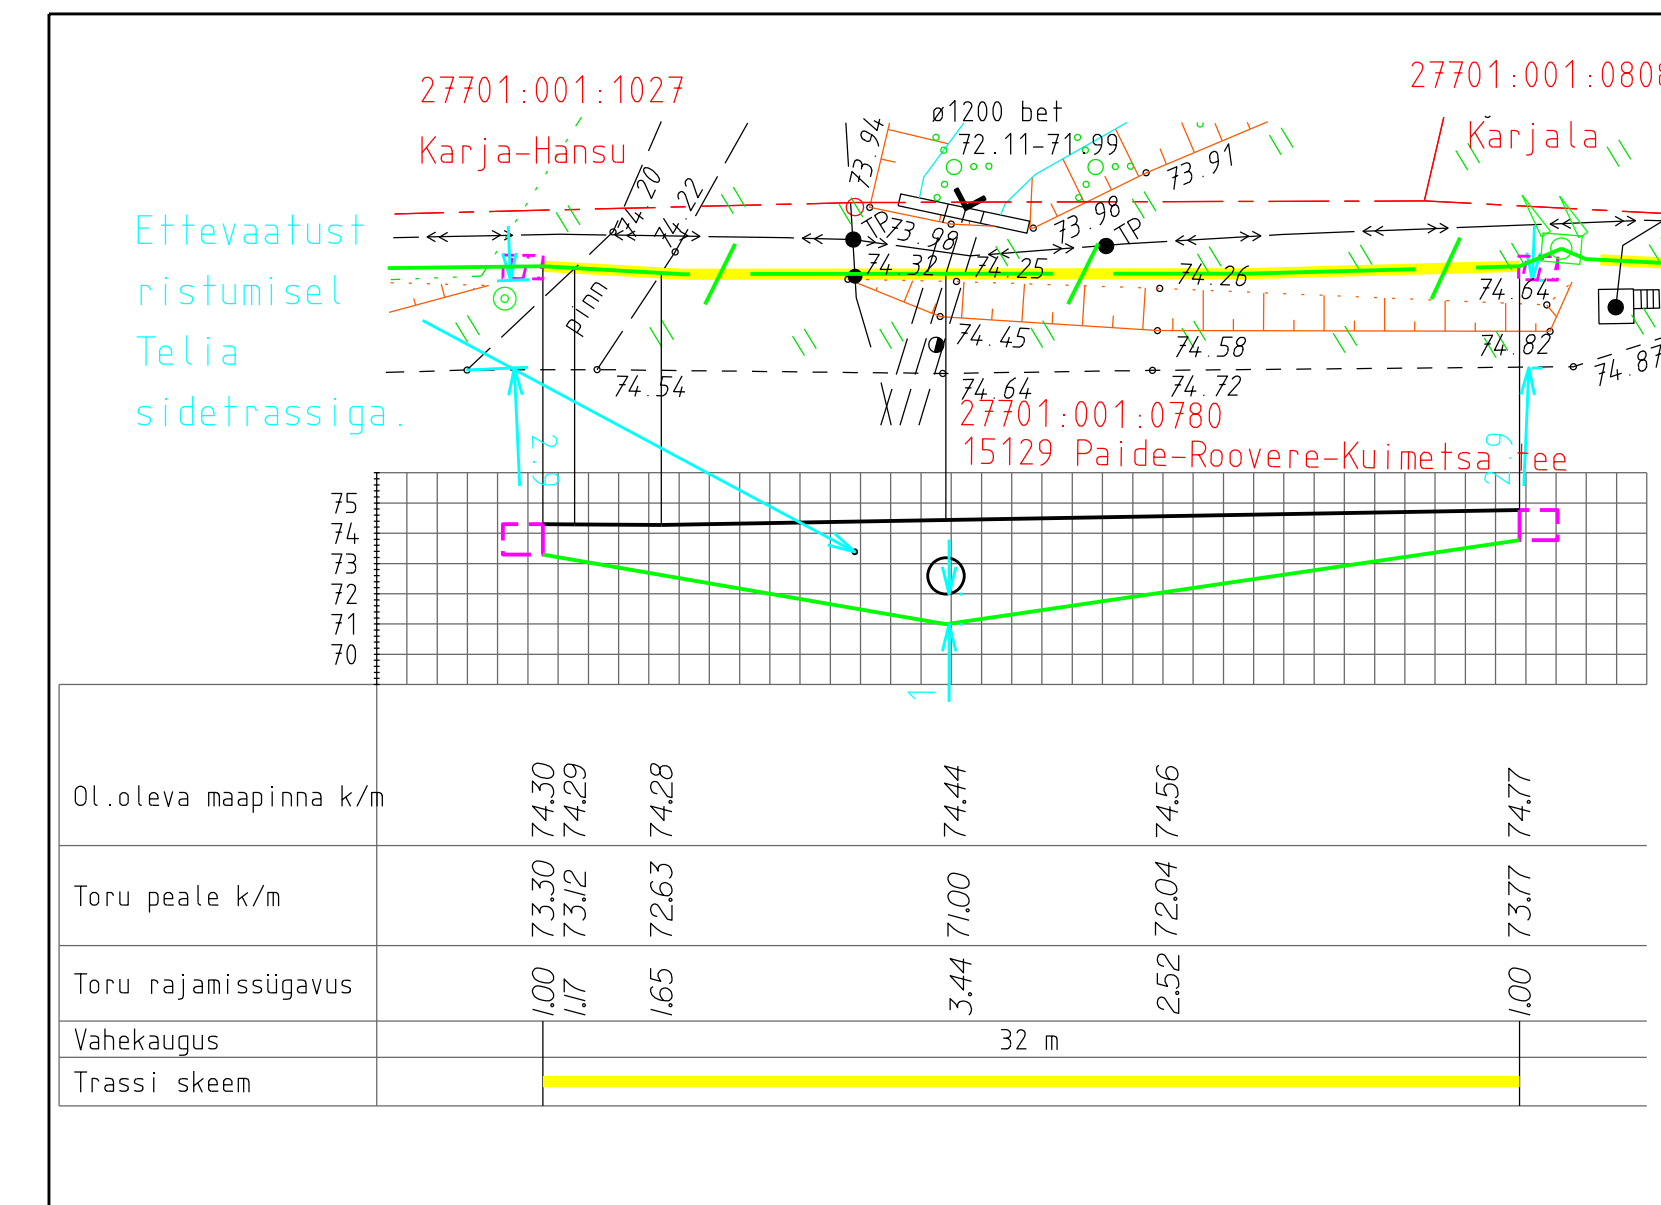 27701:001:1027
27701:001:0808
Karja-Hansu
Karjala
ø1200 bet
72.11-71.99
73.94
73.91
74.20
74.22
TP
73.98
73.98
TP
Ettevaatust
ristumisel
Telia
sidetrassiga.
74.32
74.25
74.26
74.64
pinn
74.45
74.58
74.82
74.54
74.64
74.72
74.87
27701:001:0780
15129 Paide-Roovere-Kuimetsa tee
2.9
2.9
75
74
73
72
71
70
1
Ol.oleva maapinna k/m
74.30
74.29
74.28
74.44
74.56
74.77
Toru peale k/m
73.30
73.12
72.63
71.00
72.04
73.77
Toru rajamissügavus
1.00
1.17
1.65
3.44
2.52
1.00
Vahekaugus
32 m
Trassi skeem